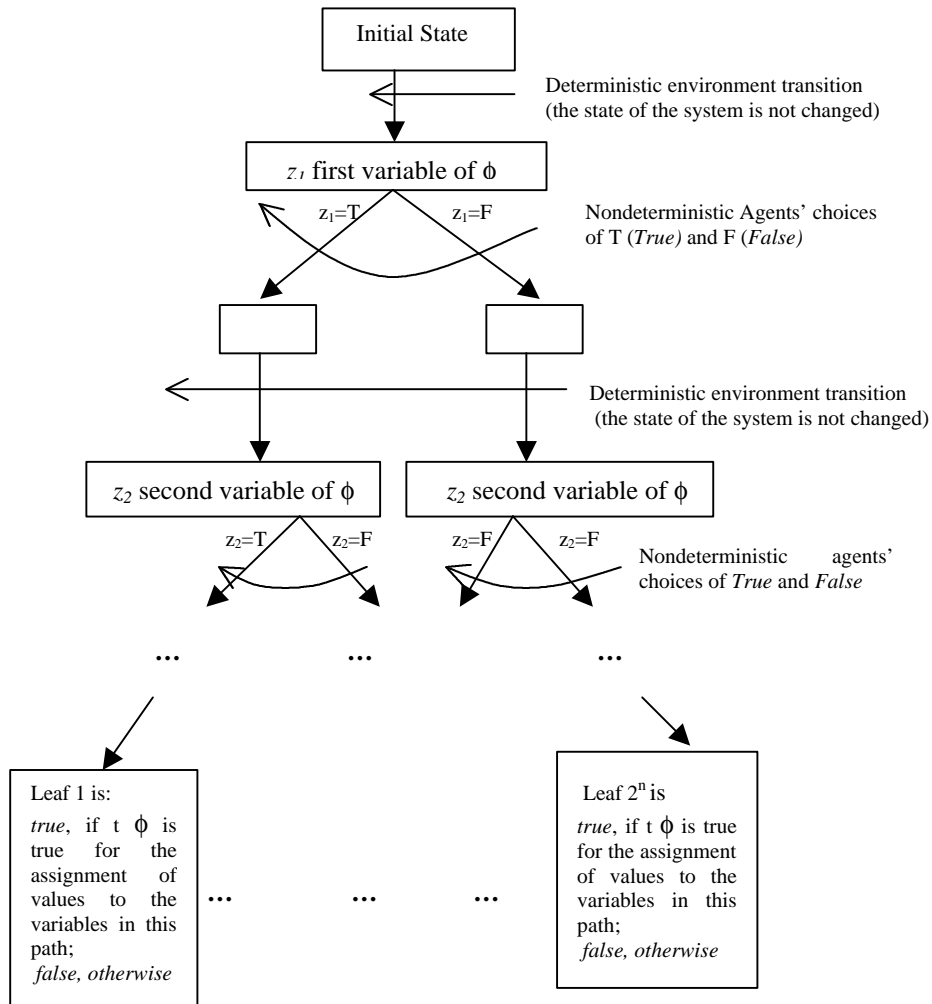 Initial State
Deterministic environment transition
(the state of the system is not changed)
z1 first variable of ϕ
z1=T
z1=F
Nondeterministic Agents' choices
of T (True) and F (False)
Deterministic environment transition
(the state of the system is not changed)
z2 second variable of ϕ
z2 second variable of ϕ
z2=T
z2=F
z2=F
z2=F
Nondeterministic agents'
choices of True and False
...
...
...
Leaf 1 is:
true, if t ϕ is
true for the
assignment of
values to the
variables in this
path;
false, otherwise
...
...
...
Leaf 2n is
true, if t ϕ is true
for the assignment
of values to the
variables in this
path;
false, otherwise